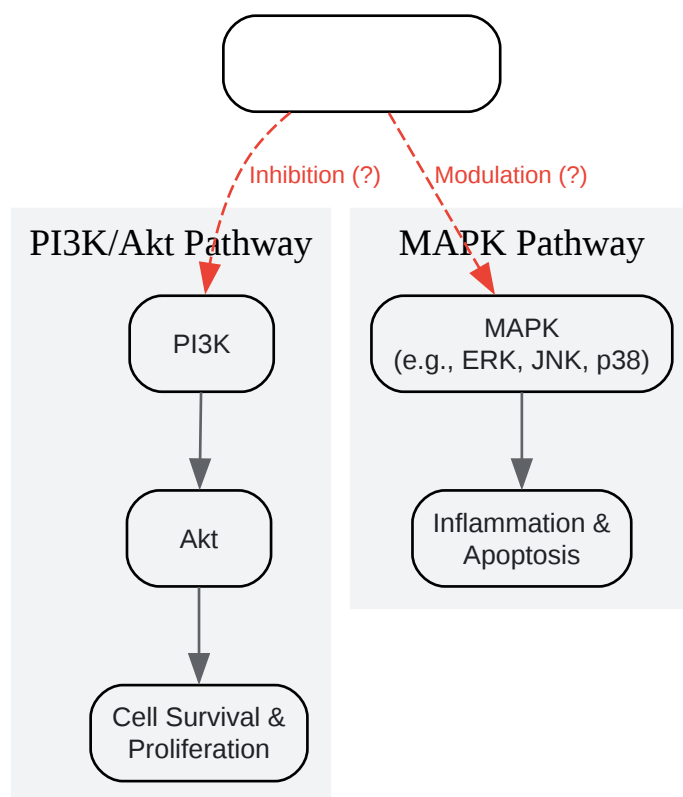 Inhibition (?)
Modulation (?)
PI3K/Akt Pathway
MAPK Pathway
PI3K
MAPK
(e.g., ERK, JNK, p38)
Akt
Inflammation &
Apoptosis
Cell Survival &
Proliferation